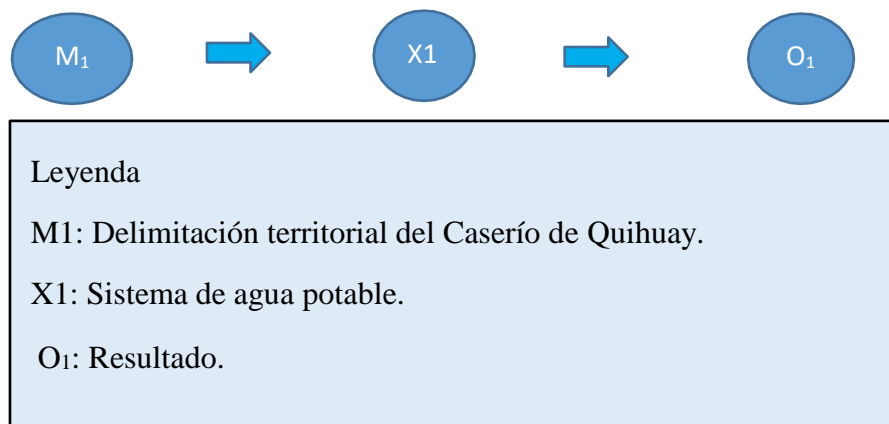 M₁ X1 O₁
Leyenda
M1: Delimitación territorial del Caserío de Quihuay.
X1: Sistema de agua potable.
O₁: Resultado.